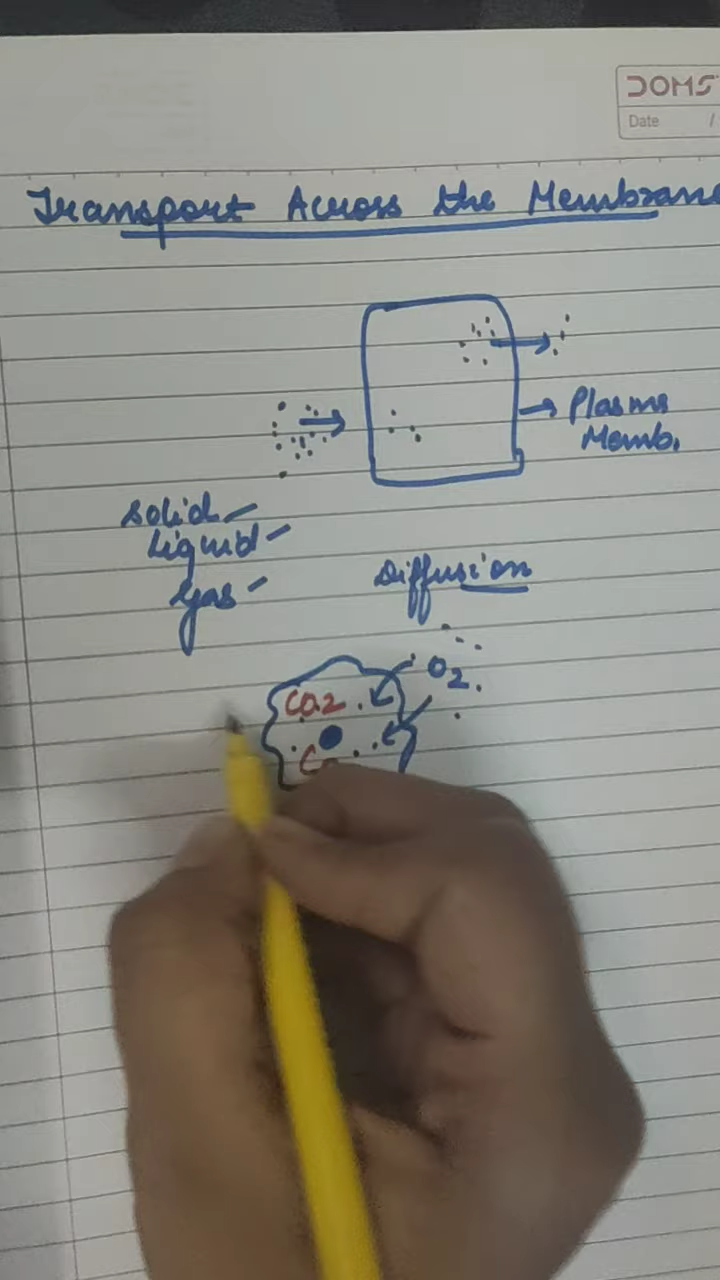 DOMS
Date /
Transport Across the Membrane
Plasma
Memb.
Solid
liquid
gas
Diffusion
O2
CO2